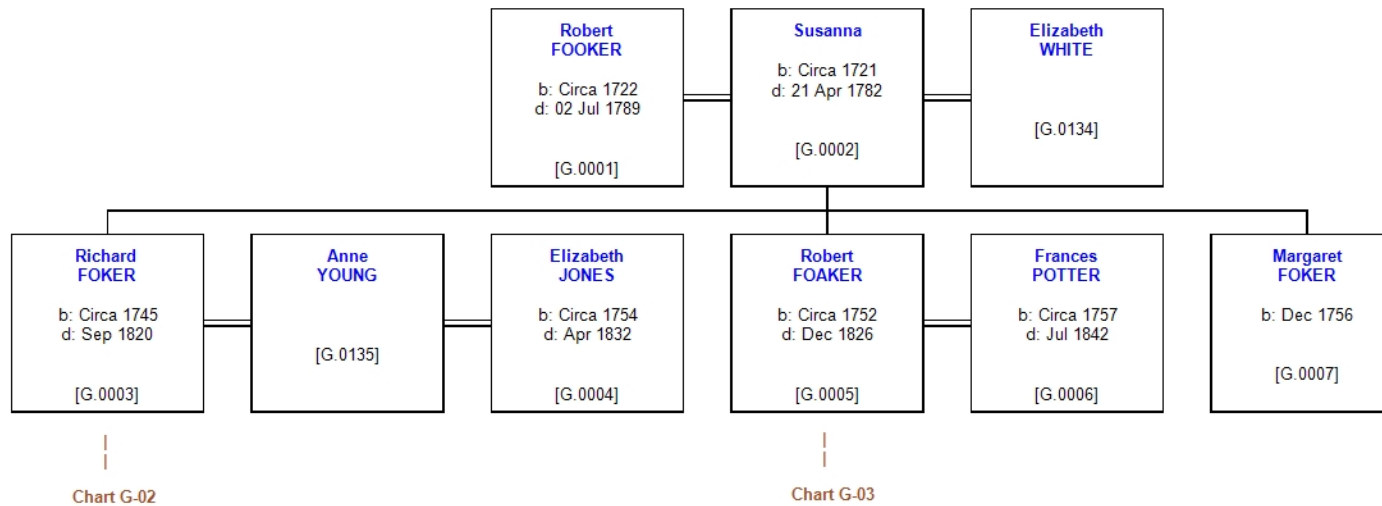 Robert
FOOKER
b: Circa 1722
d: 02 Jul 1789
[G.0001]
Susanna
b: Circa 1721
d: 21 Apr 1782
[G.0002]
Elizabeth
WHITE
[G.0134]
Richard
FOKER
b: Circa 1745
d: Sep 1820
[G.0003]
Anne
YOUNG
[G.0135]
Elizabeth
JONES
b: Circa 1754
d: Apr 1832
[G.0004]
Robert
FOAKER
b: Circa 1752
d: Dec 1826
[G.0005]
Frances
POTTER
b: Circa 1757
d: Jul 1842
[G.0006]
Margaret
FOKER
b: Dec 1756
[G.0007]
Chart G-02
Chart G-03